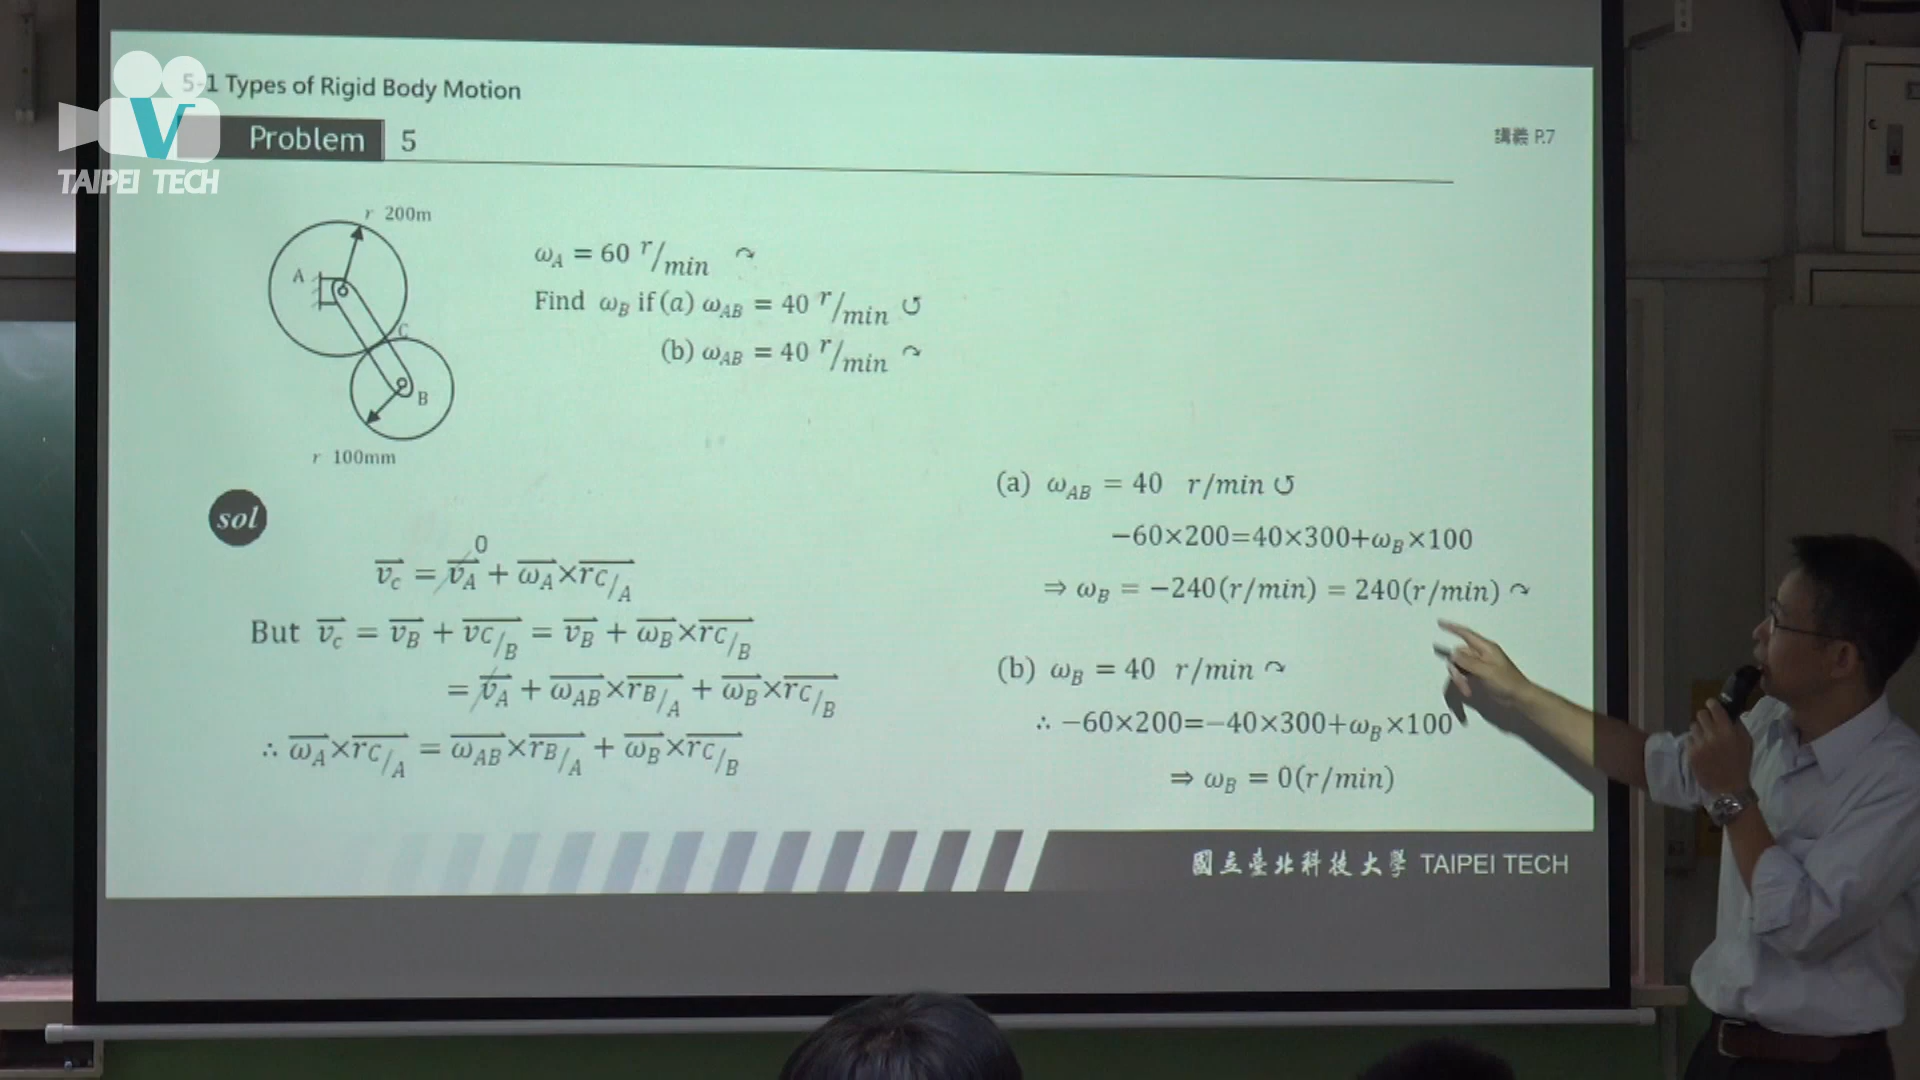 5-1 Types of Rigid Body Motion
Problem 5
講義 P.7
V
TAIPEI TECH
r 200m
A
C
B
r 100mm
ω_A = 60 r/min ↷
Find ω_B if (a) ω_AB = 40 r/min ↺
(b) ω_AB = 40 r/min ↷
sol
0
v_c = v_A + ω_A×r_C/A
But v_c = v_B + v_C/B = v_B + ω_B×r_C/B
= v_A + ω_AB×r_B/A + ω_B×r_C/B
∴ ω_A×r_C/A = ω_AB×r_B/A + ω_B×r_C/B
(a) ω_AB = 40 r/min ↺
−60×200=40×300+ω_B×100
⇒ ω_B = −240(r/min) = 240(r/min) ↷
(b) ω_B = 40 r/min ↷
∴ −60×200=−40×300+ω_B×100
⇒ ω_B = 0(r/min)
國立臺北科技大學 TAIPEI TECH